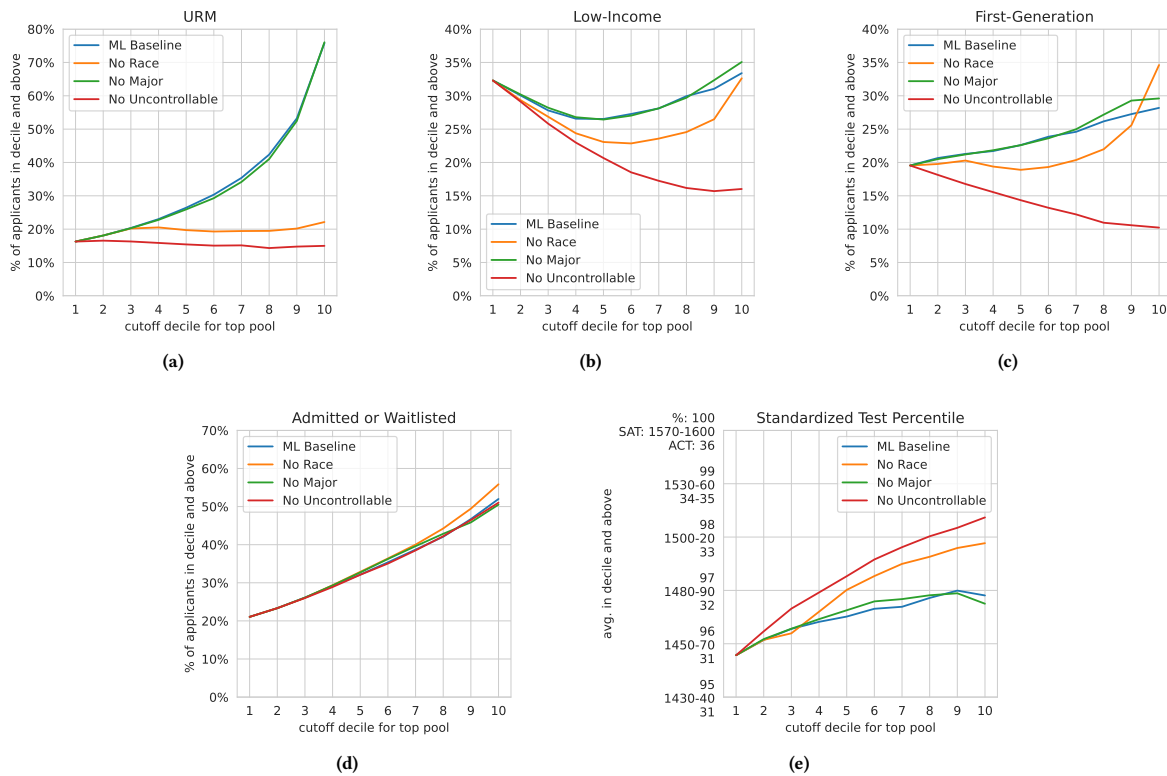 URM
80%
70%
60%
50%
40%
30%
20%
10%
0%
% of applicants in decile and above
ML Baseline
No Race
No Major
No Uncontrollable
1 2 3 4 5 6 7 8 9 10
cutoff decile for top pool
(a)
Low-Income
40%
35%
30%
25%
20%
15%
10%
5%
0%
% of applicants in decile and above
ML Baseline
No Race
No Major
No Uncontrollable
1 2 3 4 5 6 7 8 9 10
cutoff decile for top pool
(b)
First-Generation
40%
35%
30%
25%
20%
15%
10%
5%
0%
% of applicants in decile and above
ML Baseline
No Race
No Major
No Uncontrollable
1 2 3 4 5 6 7 8 9 10
cutoff decile for top pool
(c)
Admitted or Waitlisted
70%
60%
50%
40%
30%
20%
10%
0%
% of applicants in decile and above
ML Baseline
No Race
No Major
No Uncontrollable
1 2 3 4 5 6 7 8 9 10
cutoff decile for top pool
(d)
Standardized Test Percentile
%: 100
SAT: 1570-1600
ACT: 36
99
1530-60
34-35
98
1500-20
33
97
1480-90
32
96
1450-70
31
95
1430-40
31
avg. in decile and above
ML Baseline
No Race
No Major
No Uncontrollable
1 2 3 4 5 6 7 8 9 10
cutoff decile for top pool
(e)